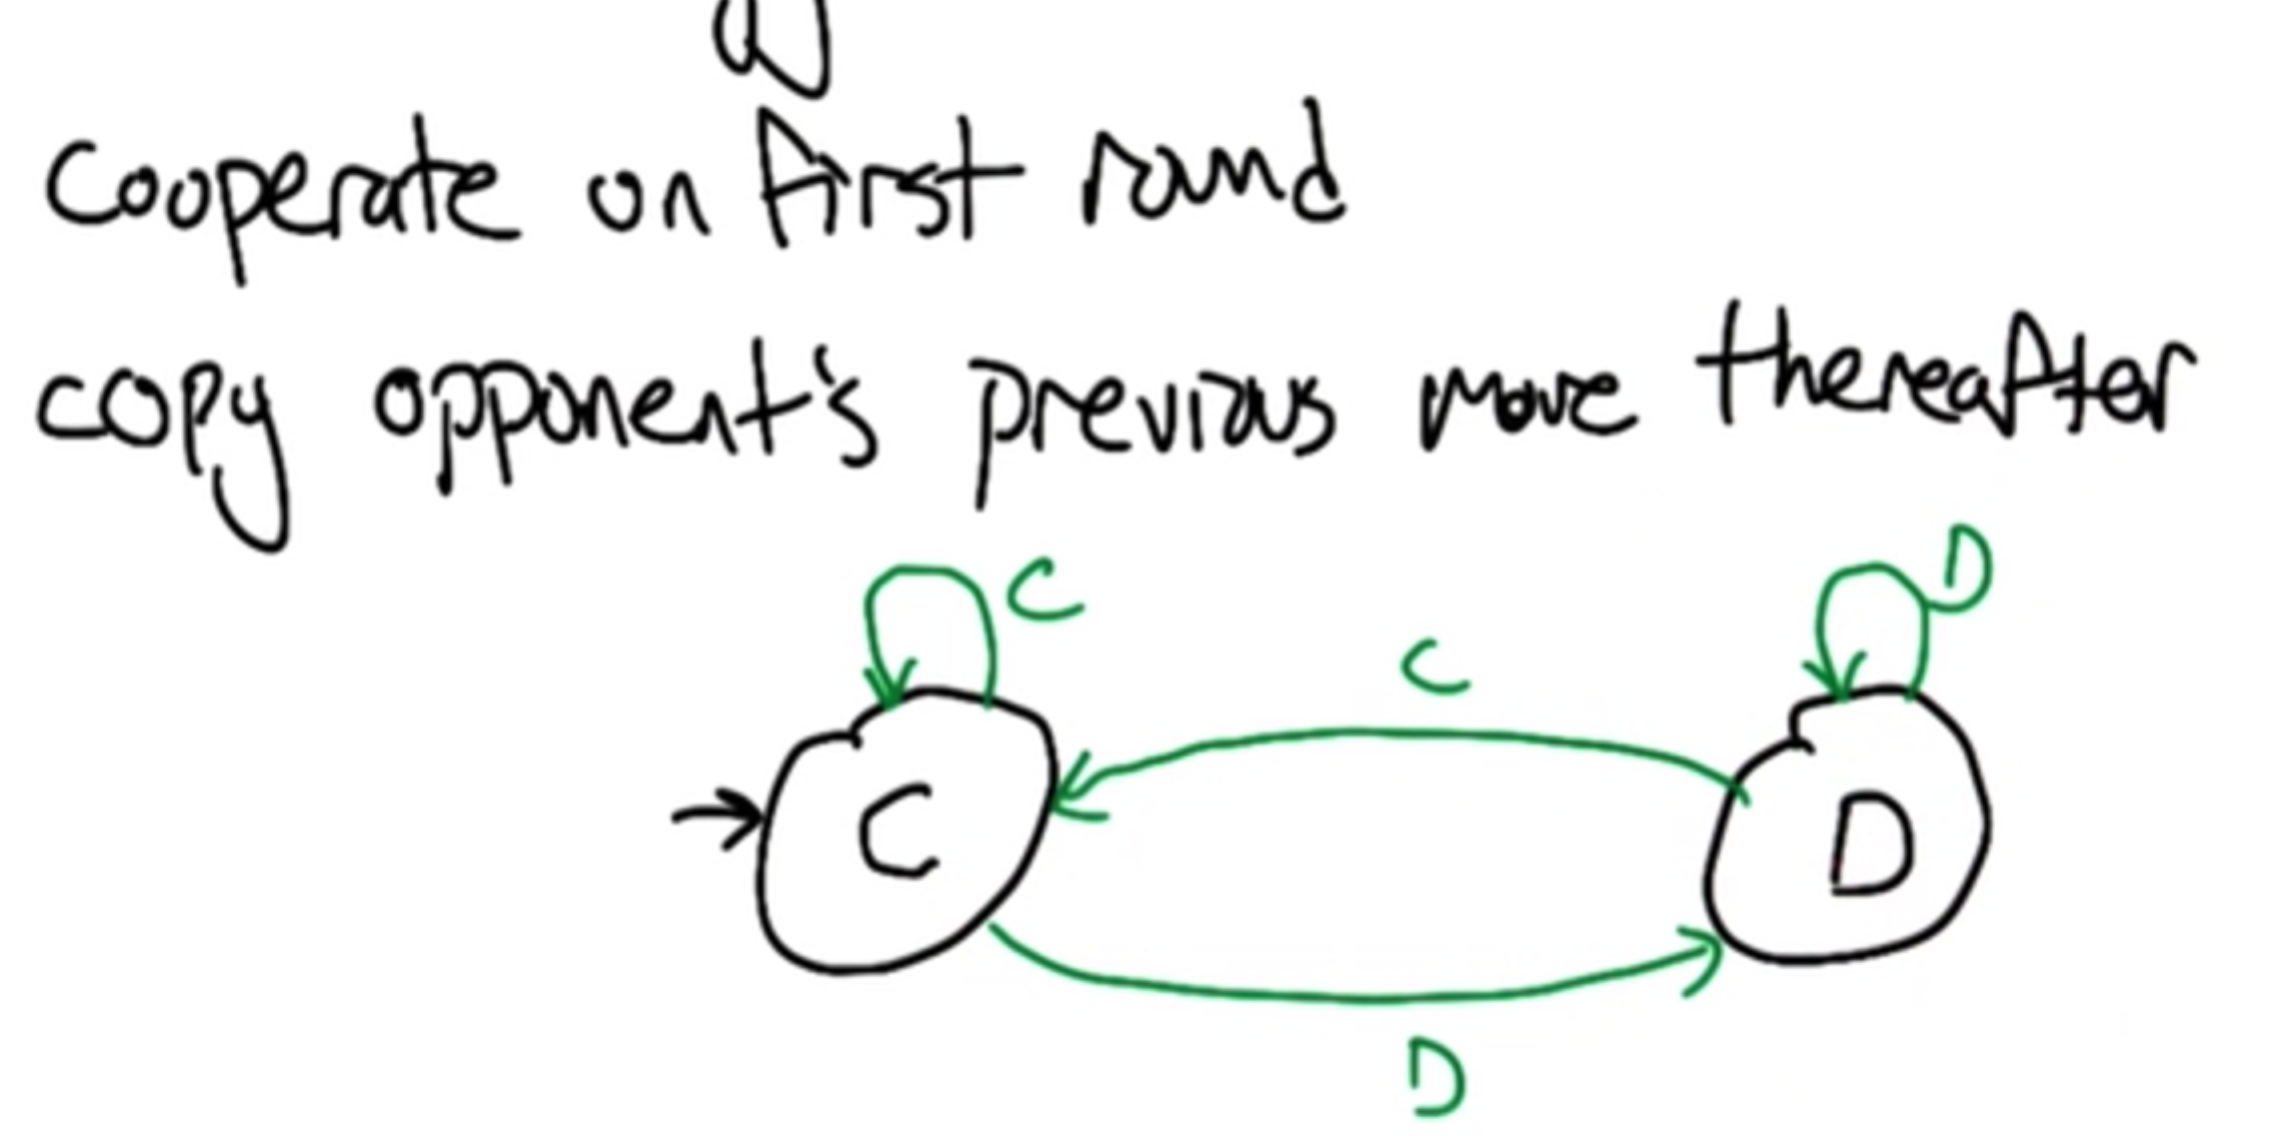 Cooperate on first round
copy opponent's previous move thereafter
C D
C
C D
D